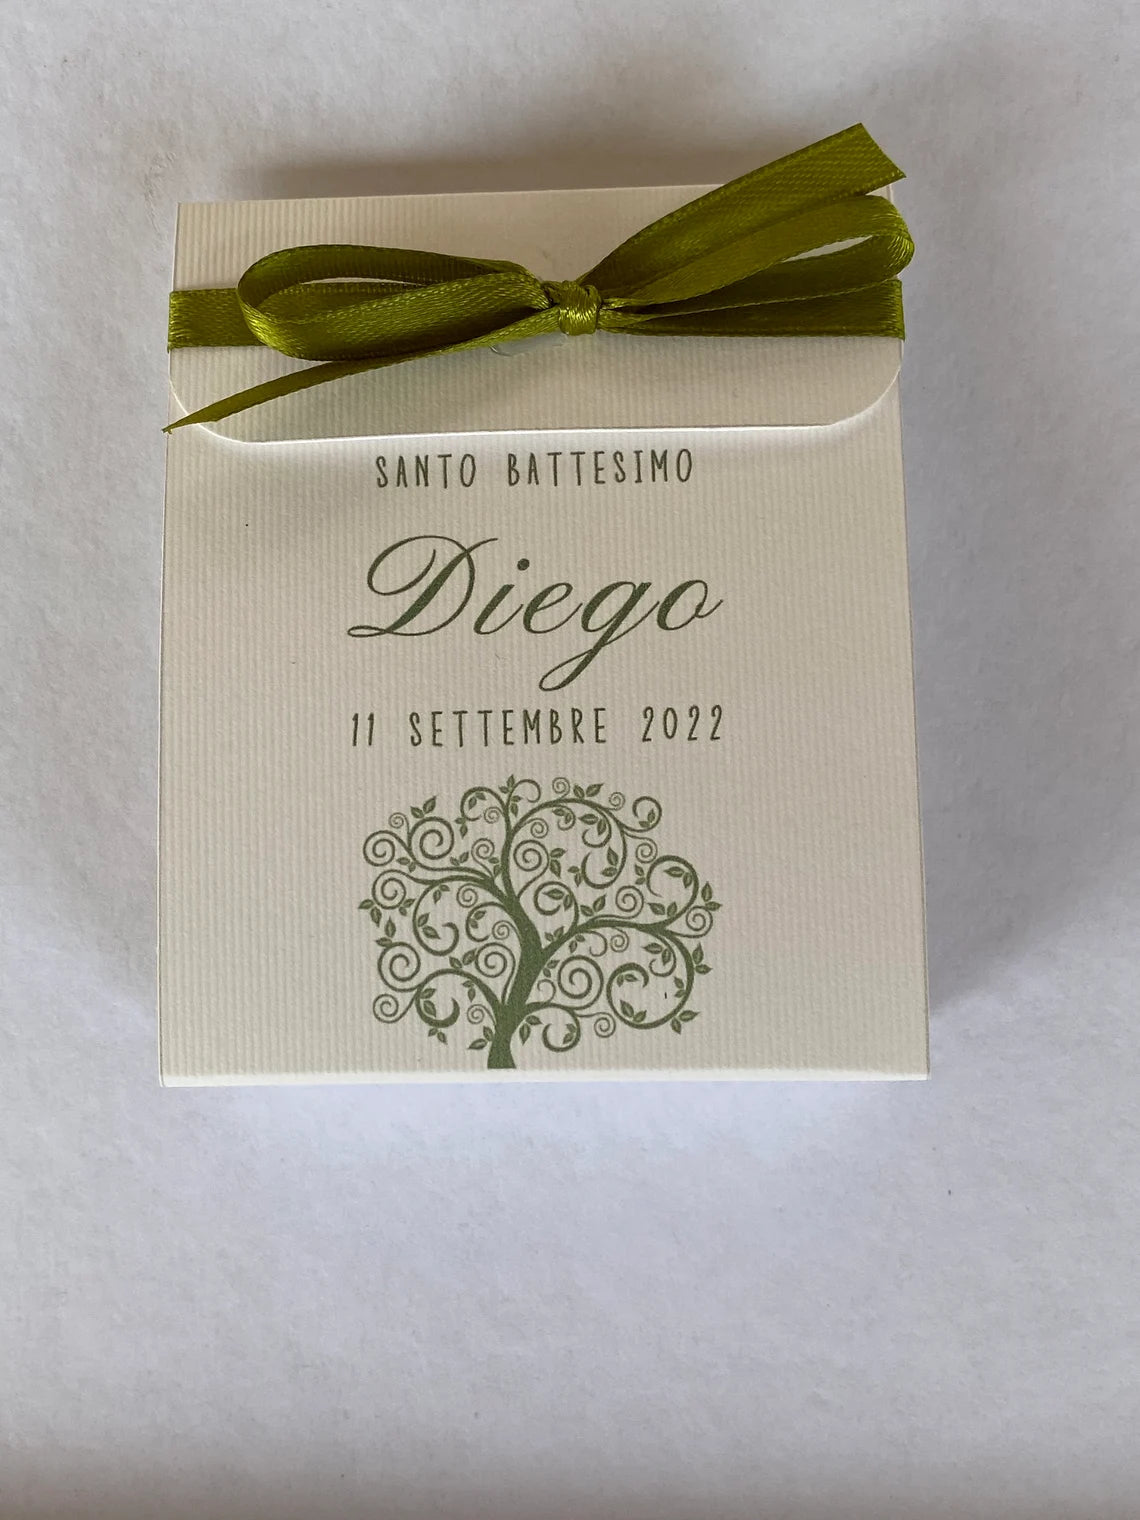 SANTO BATTESIMO
Diego
11 SETTEMBRE 2022